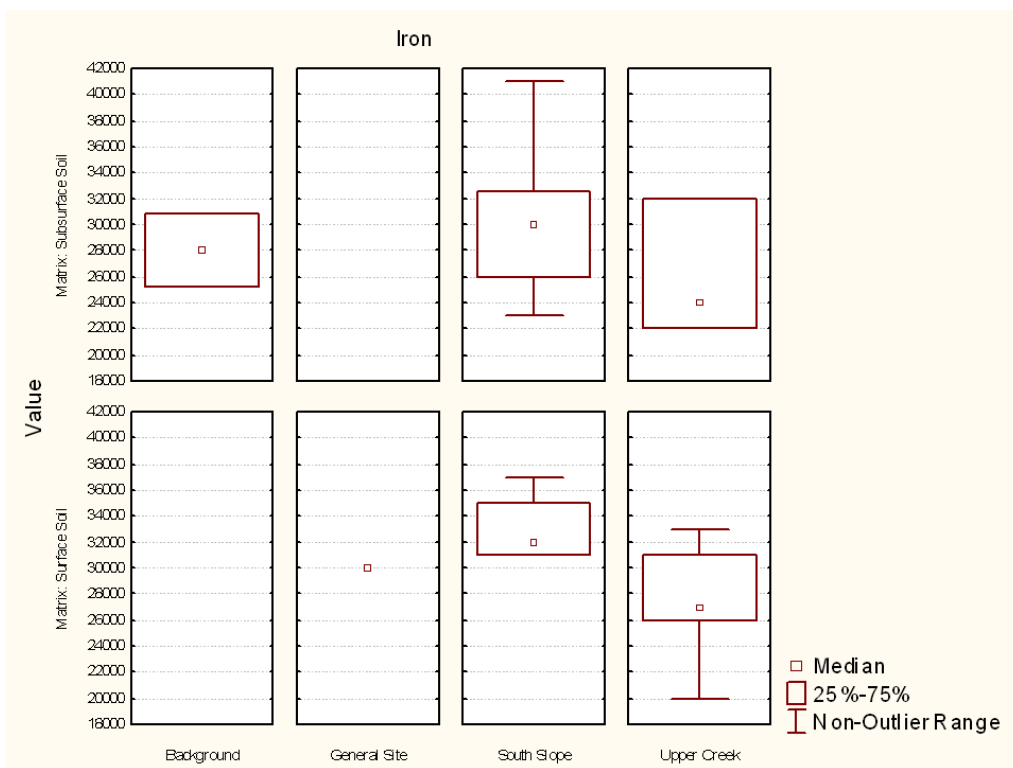 Iron
Value
Matrix: Subsurface Soil
42000
40000
38000
36000
34000
32000
30000
28000
26000
24000
22000
20000
18000
Matrix: Surface Soil
42000
40000
38000
36000
34000
32000
30000
28000
26000
24000
22000
20000
18000
Background
General Site
South Slope
Upper Creek
Median
25%-75%
Non-Outlier Range